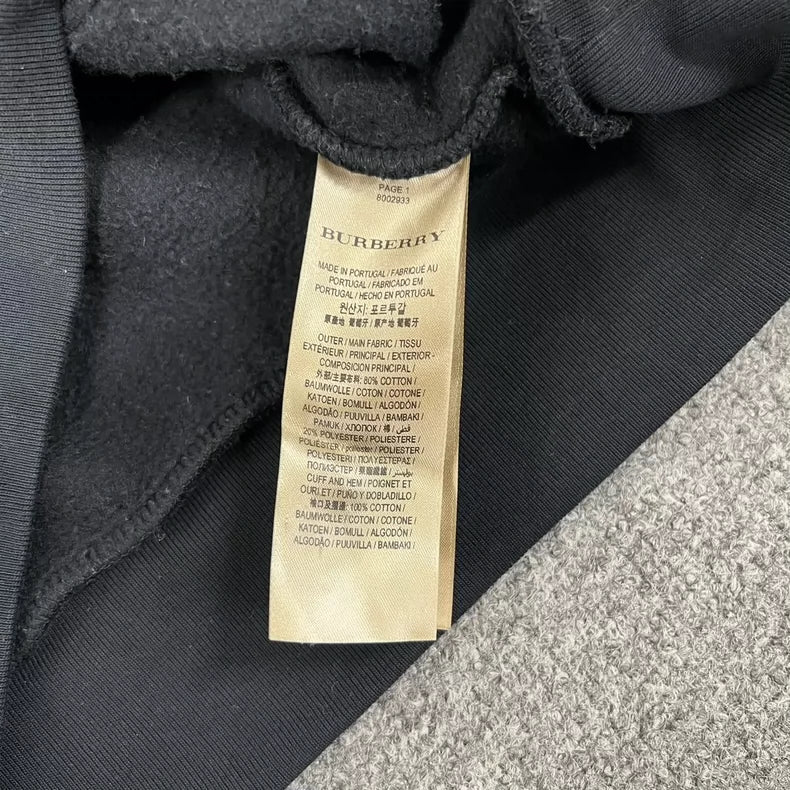 PAGE 1
8002933
BURBERRY
MADE IN PORTUGAL / FABRIQUÉ AU
PORTUGAL / FABRICADO EM
PORTUGAL / HECHO EN PORTUGAL
원산지: 포르투갈
原產地 葡萄牙 / 原产地 葡萄牙
OUTER / MAIN FABRIC / TISSU
EXTÉRIEUR / PRINCIPAL / EXTERIOR -
COMPOSICIÓN PRINCIPAL /
外部/主要布料: 80% COTTON /
BAUMWOLLE / COTON / COTONE /
KATOEN / BOMULL / ALGODÓN /
ALGODÃO / PUUVILLA / BAMBAKI /
PAMUK / ХЛОПОК / 棉 / قطن /
20% POLYESTER / POLIESTERE /
POLIÉSTER / polyester / POLIESTER /
POLYESTERI / ΠΟΛΥΕΣΤΕΡΑΣ /
ПОЛИЭСТЕР / 聚酯纖維 / بوليستر /
CUFF AND HEM / POIGNET ET
OURLET / PUÑO Y DOBLADILLO /
袖口及擺邊: 100% COTTON /
BAUMWOLLE / COTON / COTONE /
KATOEN / BOMULL / ALGODÓN /
ALGODÃO / PUUVILLA / BAMBAKI /